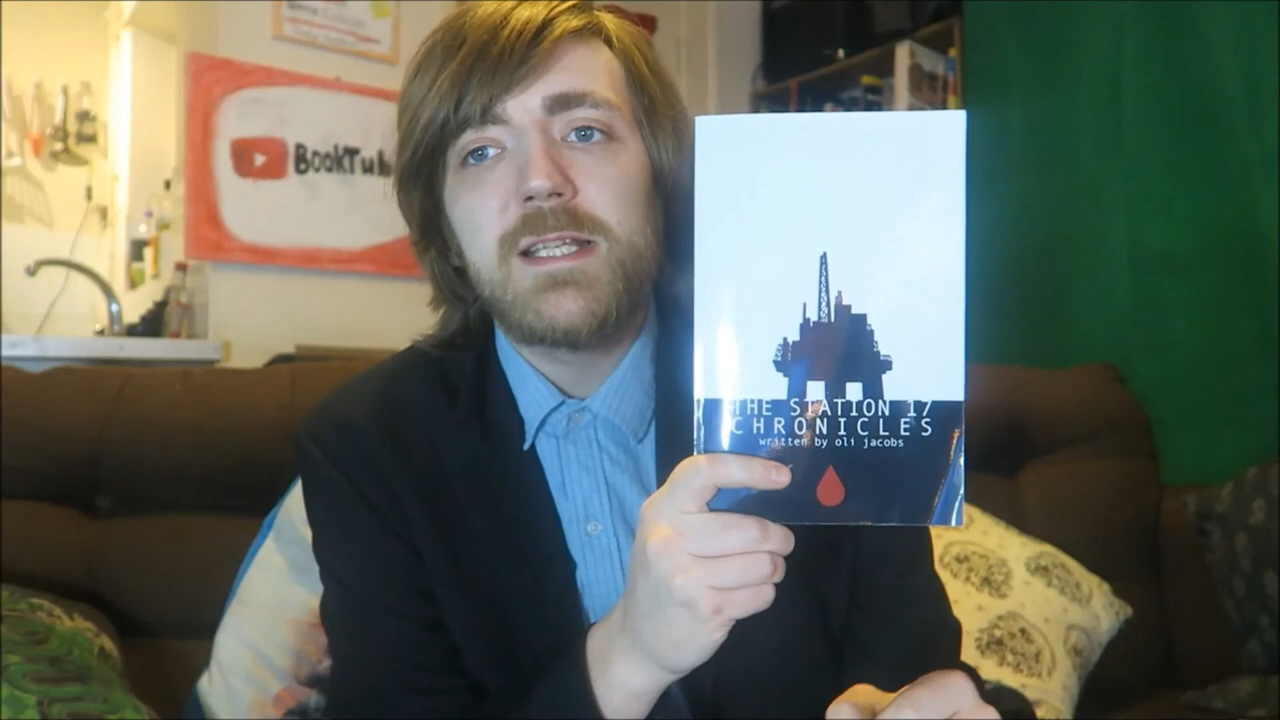 BookTub
THE STATION 17
CHRONICLES
written by oli jacobs